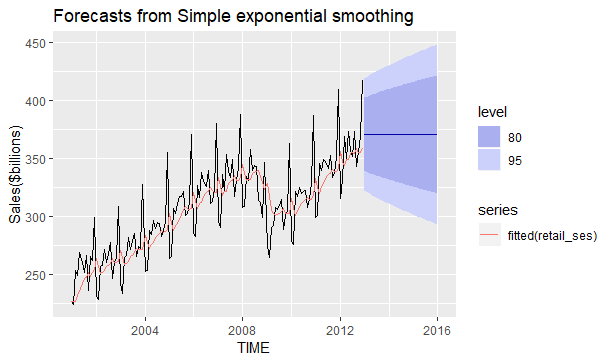 Forecasts from Simple exponential smoothing
450
400
350
300
250
Sales($billions)
2004
2008
2012
2016
TIME
level
80
95
series
fitted(retail_ses)